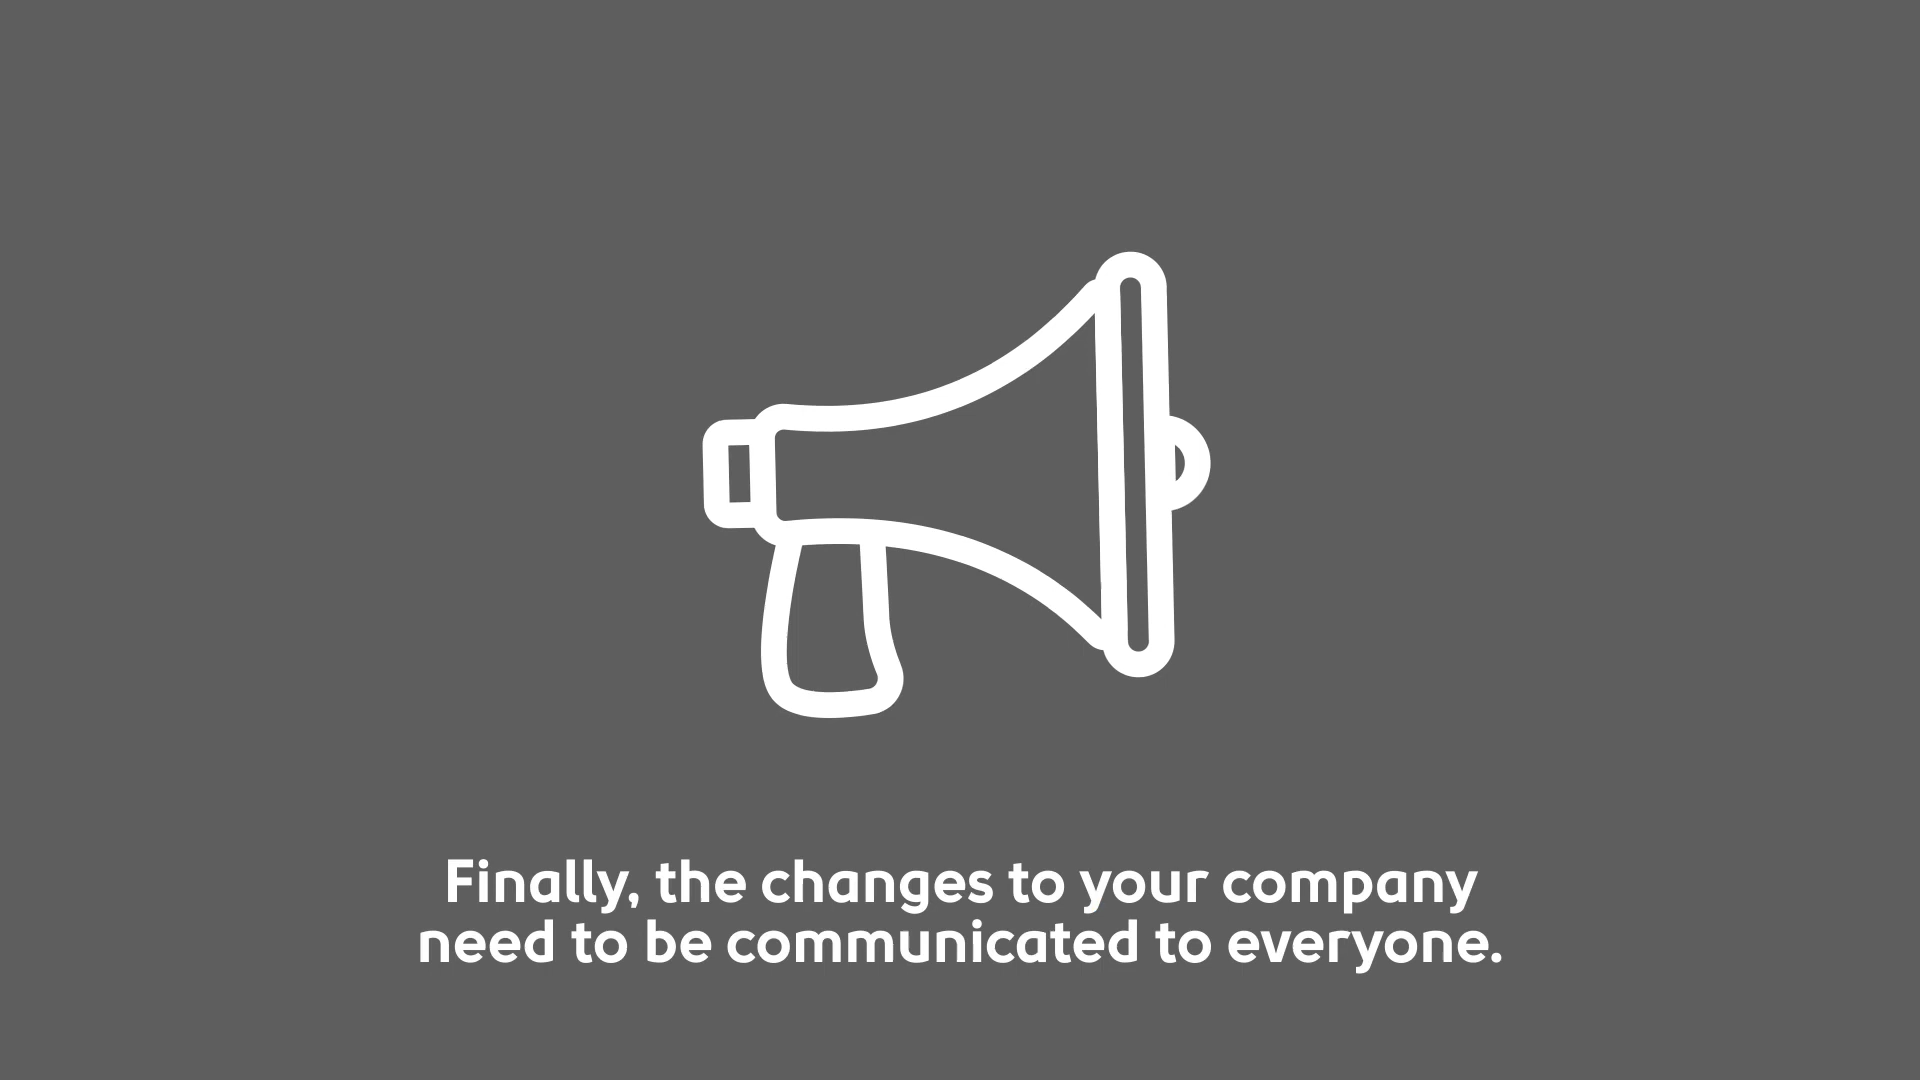 Finally, the changes to your company
need to be communicated to everyone.